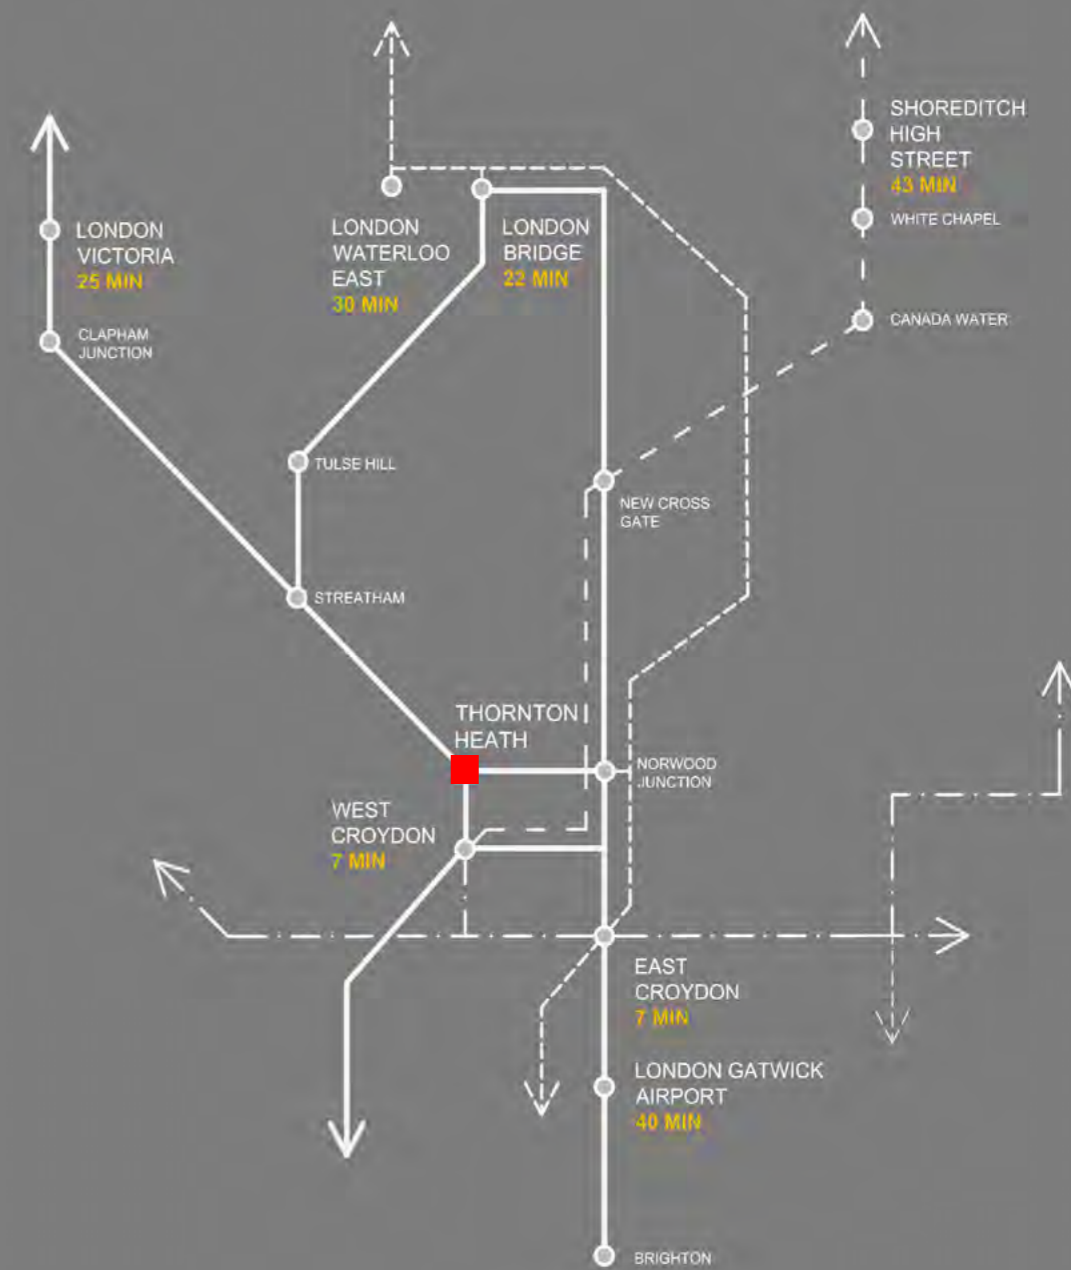 SHOREDITCH
HIGH
STREET
43 MIN
WHITE CHAPEL
CANADA WATER
LONDON
VICTORIA
25 MIN
LONDON
WATERLOO
EAST
30 MIN
LONDON
BRIDGE
22 MIN
CLAPHAM
JUNCTION
TULSE HILL
NEW CROSS
GATE
STREATHAM
THORNTON
HEATH
NORWOOD
JUNCTION
WEST
CROYDON
7 MIN
EAST
CROYDON
7 MIN
LONDON GATWICK
AIRPORT
40 MIN
BRIGHTON